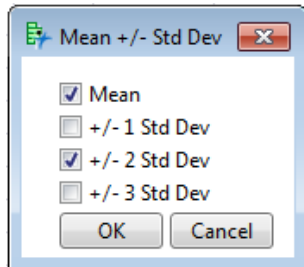 Mean +/- Std Dev
Mean
+/- 1 Std Dev
+/- 2 Std Dev
+/- 3 Std Dev
OK Cancel